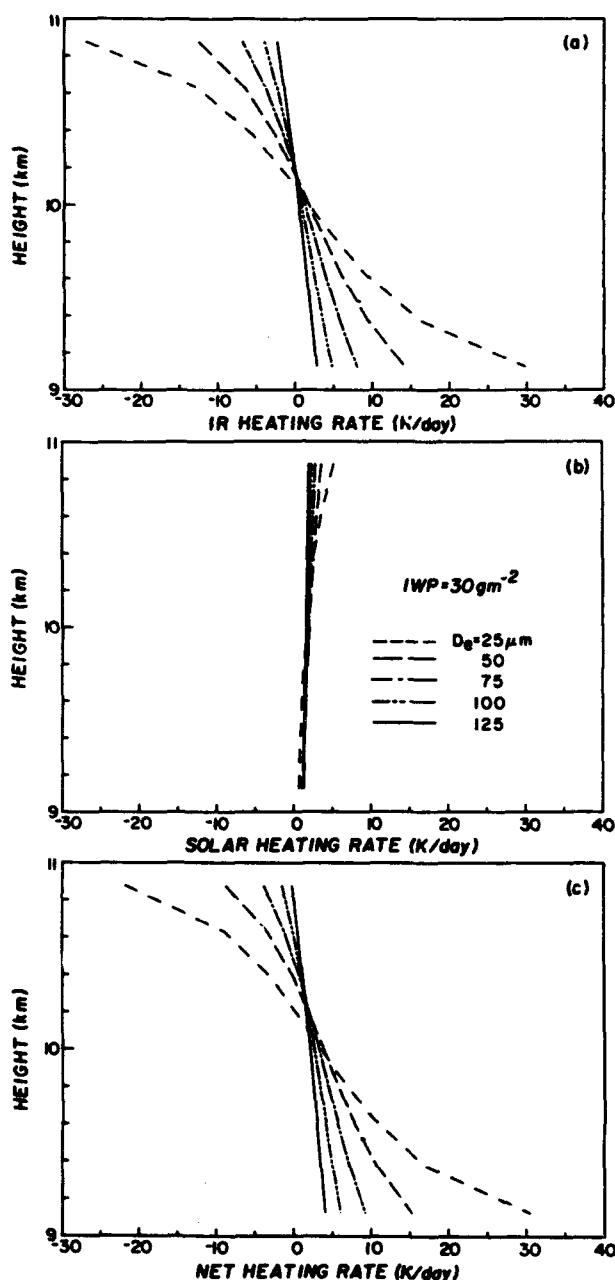 (a)
11
10
9
HEIGHT (km)
-30 -20 -10 0 10 20 30 40
IR HEATING RATE (K/day)
(b)
11
10
9
HEIGHT (km)
IWP=30gm⁻²
De=25μm
50
75
100
125
-30 -20 -10 0 10 20 30 40
SOLAR HEATING RATE (K/day)
(c)
11
10
9
HEIGHT (km)
-30 -20 -10 0 10 20 30 40
NET HEATING RATE (K/day)